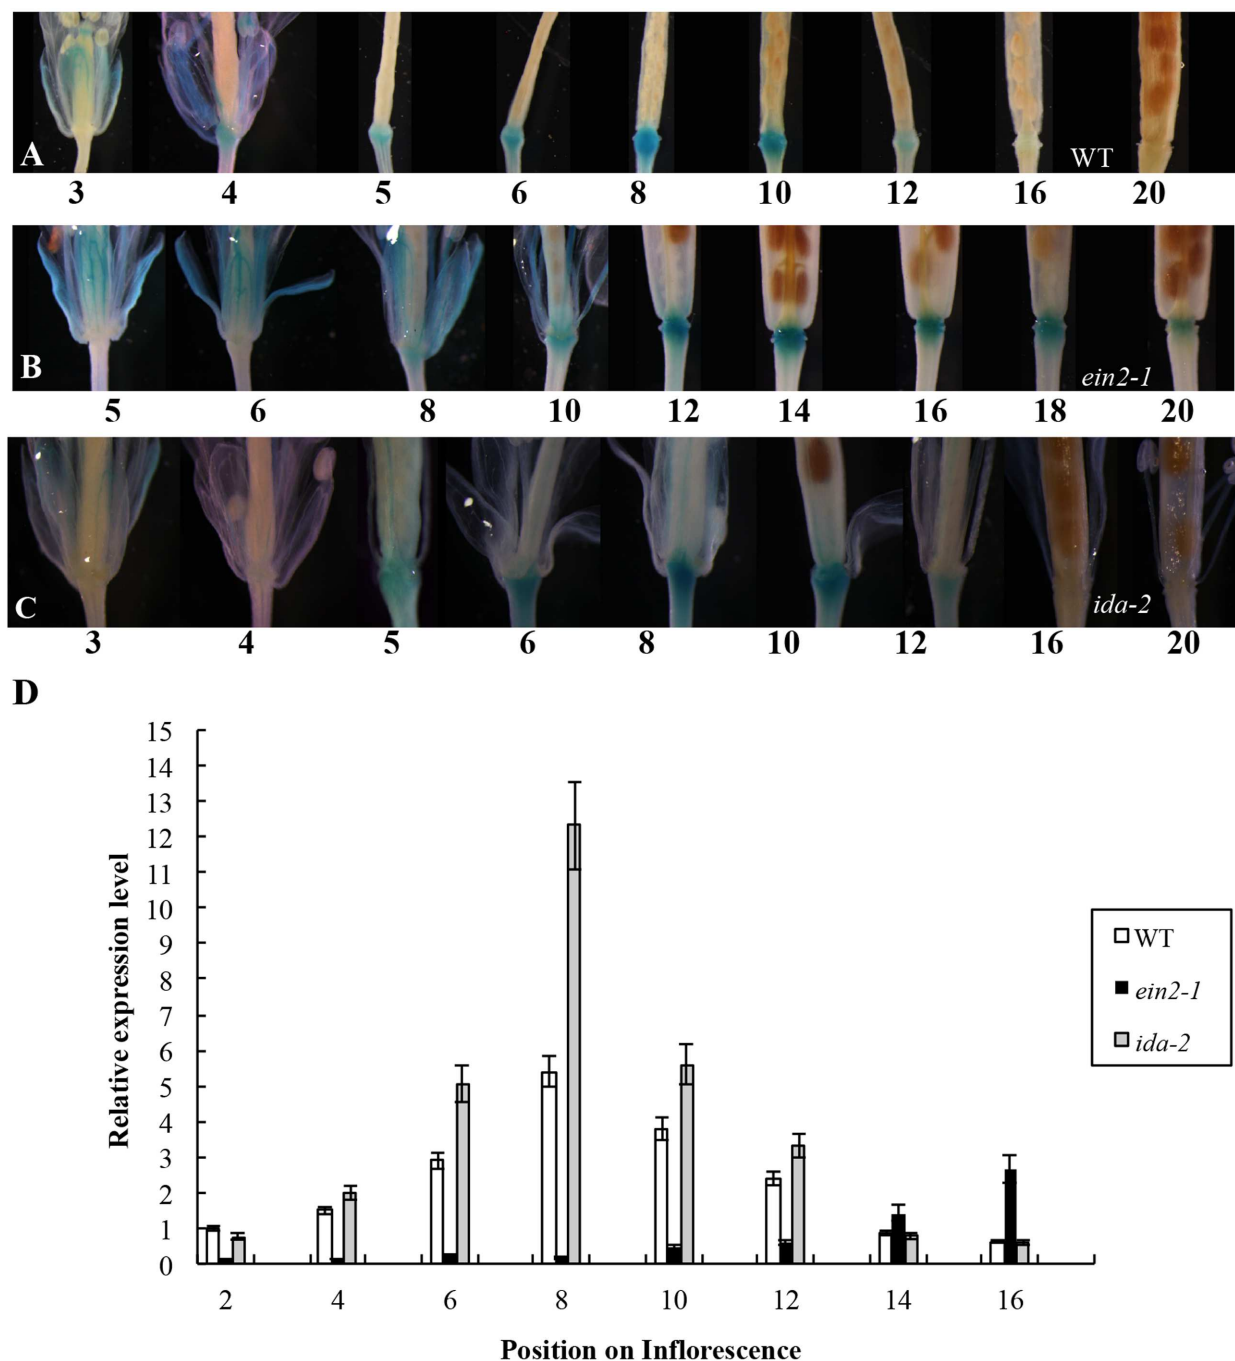 A WT
3 4 5 6 8 10 12 16 20
B ein2-1
5 6 8 10 12 14 16 18 20
C ida-2
3 4 5 6 8 10 12 16 20
D
15
14
13
12
11
10
9
8
7
6
5
4
3
2
1
0
Relative expression level
2 4 6 8 10 12 14 16
Position on Inflorescence
WT
ein2-1
ida-2